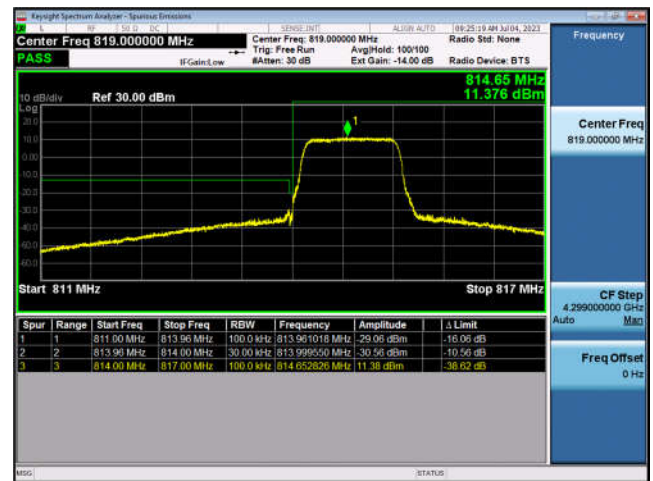 Keysight Spectrum Analyzer - Spurious Emissions
L RF 50 Ω DC SENSE:INT ALIGN AUTO 09:25:19 AM Jul 04, 2023
Center Freq 819.000000 MHz Center Freq: 819.000000 MHz Radio Std: None Frequency
PASS Trig: Free Run Avg|Hold: 100/100
IFGain:Low #Atten: 30 dB Ext Gain: -14.00 dB Radio Device: BTS
814.65 MHz
10 dB/div Ref 30.00 dBm 11.376 dBm
Log
20.0
10.0
0.00
10.0
20.0
30.0
40.0
50.0
60.0
1
Center Freq
819.000000 MHz
Start 811 MHz Stop 817 MHz
CF Step
4.299000000 GHz
Auto Man
Spur Range Start Freq Stop Freq RBW Frequency Amplitude Δ Limit
1 1 811.00 MHz 813.96 MHz 100.0 kHz 813.961018 MHz -29.06 dBm -16.06 dB
2 2 813.96 MHz 814.00 MHz 30.00 kHz 813.999550 MHz -30.56 dBm -10.56 dB
3 3 814.00 MHz 817.00 MHz 100.0 kHz 814.652826 MHz 11.38 dBm -38.62 dB
Freq Offset
0 Hz
MSG STATUS